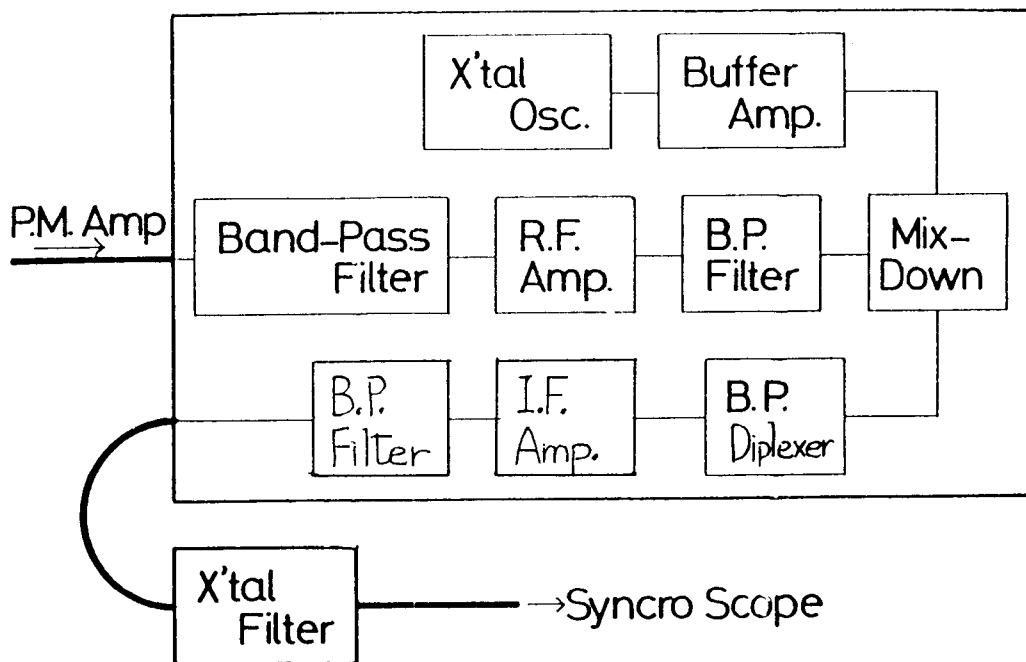 X'tal
Osc.
Buffer
Amp.
P.M. Amp
Band-Pass
Filter
R.F.
Amp.
B.P.
Filter
Mix-
Down
B.P.
Filter
I.F.
Amp.
B.P.
Diplexer
X'tal
Filter
→Syncro Scope